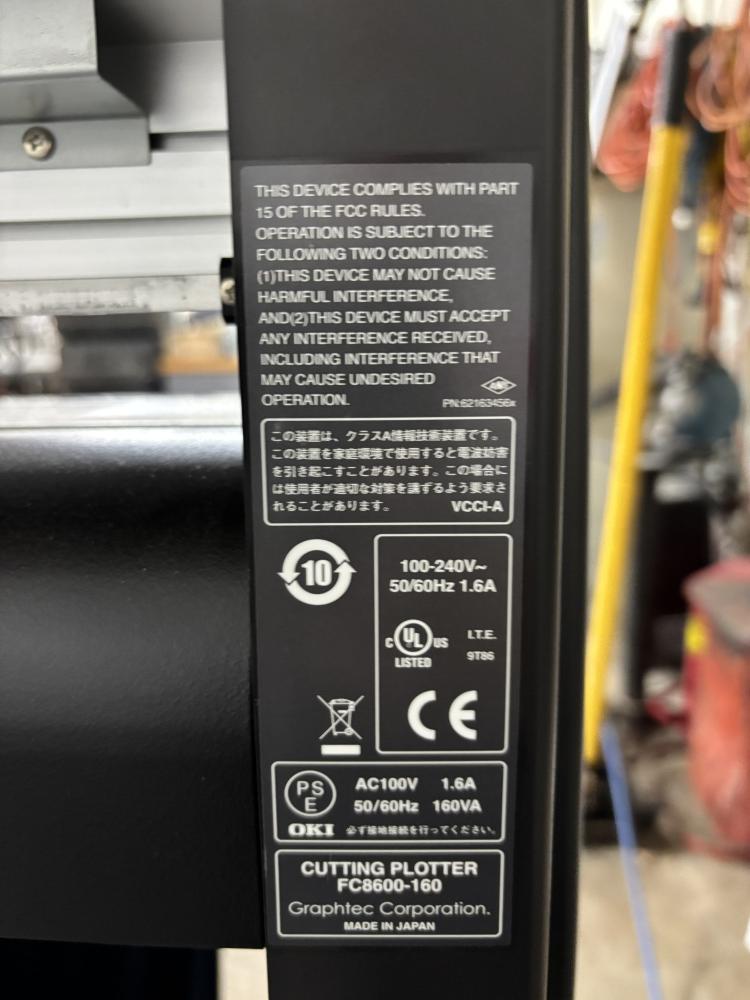 THIS DEVICE COMPLIES WITH PART
15 OF THE FCC RULES.
OPERATION IS SUBJECT TO THE
FOLLOWING TWO CONDITIONS:
(1)THIS DEVICE MAY NOT CAUSE
HARMFUL INTERFERENCE,
AND(2)THIS DEVICE MUST ACCEPT
ANY INTERFERENCE RECEIVED,
INCLUDING INTERFERENCE THAT
MAY CAUSE UNDESIRED
OPERATION.
PN:62163456x
この装置は、クラスA情報技術装置です。
この装置を家庭環境で使用すると電波妨害
を引き起こすことがあります。この場合に
は使用者が適切な対策を講ずるよう要求さ
れることがあります。
VCCI-A
10
100-240V~
50/60Hz 1.6A
C UL US
LISTED
I.T.E.
9T86
CE
PS
E
AC100V 1.6A
50/60Hz 160VA
OKI 必ず接地接続を行ってください。
CUTTING PLOTTER
FC8600-160
Graphtec Corporation.
MADE IN JAPAN